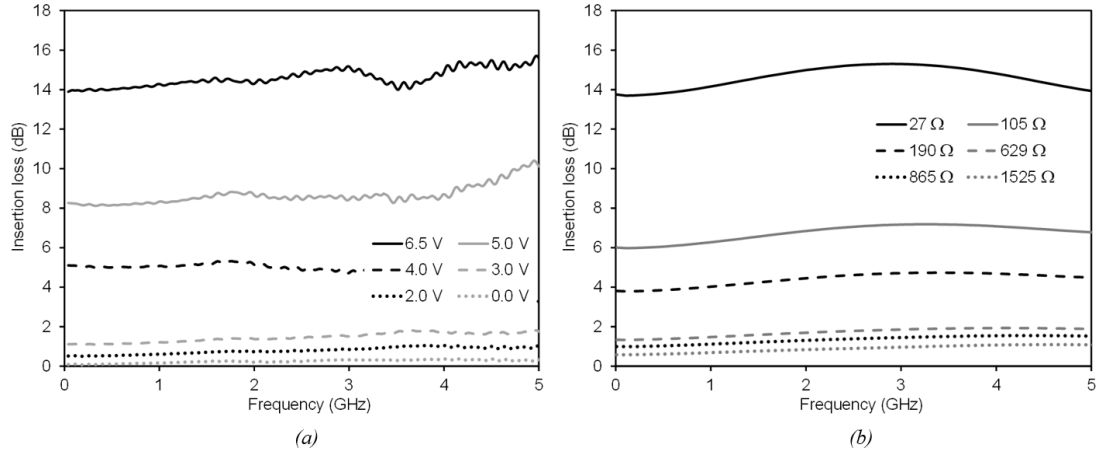 18
16
14
12
10
8
6
4
2
0
Insertion loss (dB)
6.5 V 5.0 V
4.0 V 3.0 V
2.0 V 0.0 V
0 1 2 3 4 5
Frequency (GHz)
(a)
18
16
14
12
10
8
6
4
2
0
Insertion loss (dB)
27 Ω 105 Ω
190 Ω 629 Ω
865 Ω 1525 Ω
0 1 2 3 4 5
Frequency (GHz)
(b)